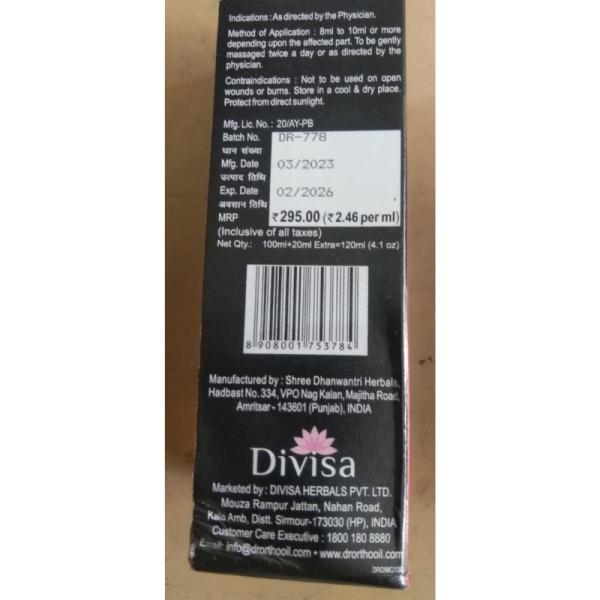 Indications : As directed by the Physician.
Method of Application : 8ml to 10ml or more
depending upon the affected part. To be gently
massaged twice a day or as directed by the
physician.
Contraindications : Not to be used on open
wounds or burns. Store in a cool & dry place.
Protect from direct sunlight.
Mfg. Lic. No.: 20/AY-PB
Batch No. DR-778
घान संख्या
Mfg. Date 03/2023
उत्पाद तिथि
Exp. Date 02/2026
अवसान तिथि
MRP ₹295.00 (₹2.46 per ml)
(Inclusive of all taxes)
Net Qty.: 100ml+20ml Extra=120ml (4.1 oz)
8 908001 753784
Manufactured by : Shree Dhanwantri Herbals,
Hadbast No. 334, VPO Nag Kalan, Majitha Road,
Amritsar - 143601 (Punjab), INDIA
Divisa
Marketed by : DIVISA HERBALS PVT. LTD.
Mouza Rampur Jattan, Nahan Road,
Kala Amb, Distt. Sirmour-173030 (HP), INDIA
Customer Care Executive : 1800 180 8880
Email: info@drorthooil.com • www.drorthooil.com